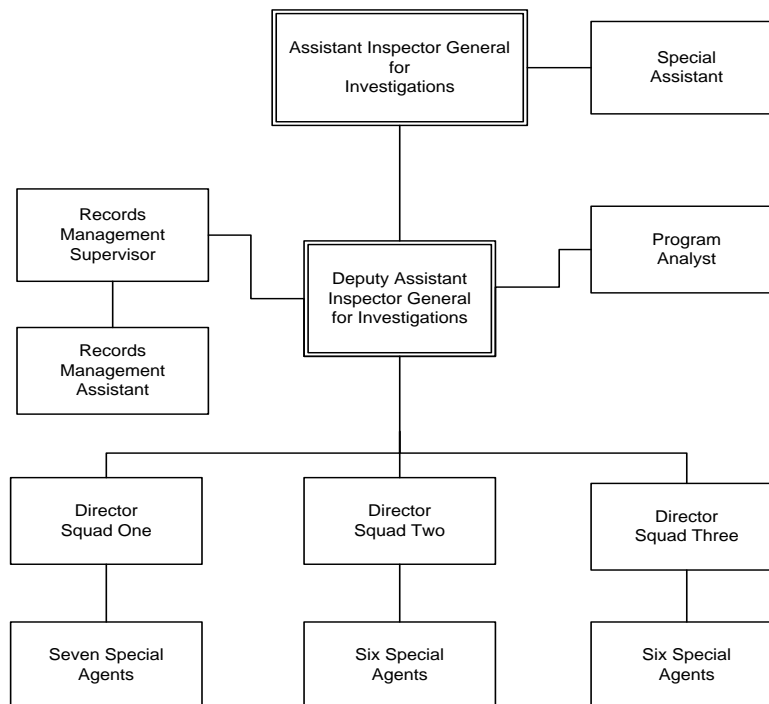 Assistant Inspector General
for
Investigations
Special
Assistant
Records
Management
Supervisor
Program
Analyst
Deputy Assistant
Inspector General
for Investigations
Records
Management
Assistant
Director
Squad One
Director
Squad Two
Director
Squad Three
Seven Special
Agents
Six Special
Agents
Six Special
Agents